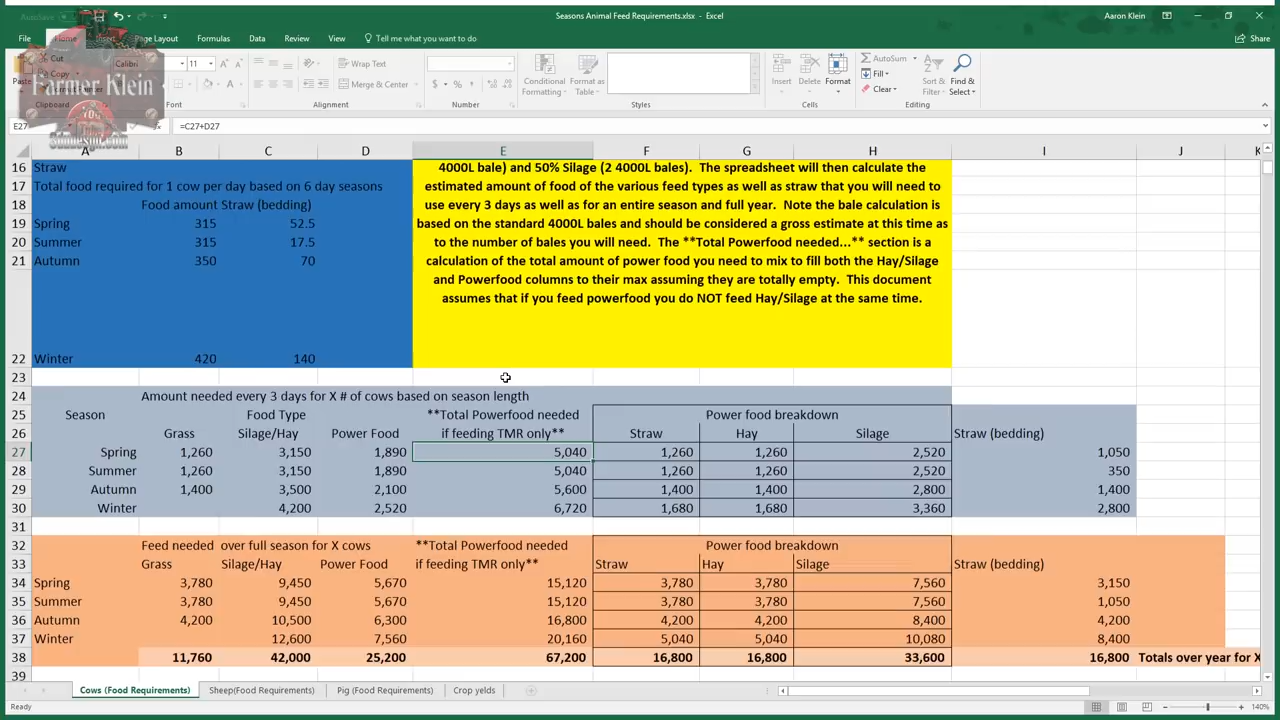 AutoSave
Seasons Animal Feed Requirements.xlsx - Excel
Aaron Klein
File Home Insert Page Layout Formulas Data Review View Tell me what you want to do
Share
Paste
Cut
Copy
Calibri 11
Wrap Text
Merge & Center
$ % ,
Conditional Formatting
Format as Table
Insert Delete Format
AutoSum
Fill
Clear
Sort & Filter
Find & Select
Clipboard Font Alignment Number Styles Cells Editing
Farmer Klein
YOU
E27 fx =C27+D27
A B C D E F G H I J K
16 Straw 4000L bale) and 50% Silage (2 4000L bales). The spreadsheet will then calculate the
17 Total food required for 1 cow per day based on 6 day seasons estimated amount of food of the various feed types as well as straw that you will need to
18 Food amount Straw (bedding) use every 3 days as well as for an entire season and full year. Note the bale calculation is
19 Spring 315 52.5 based on the standard 4000L bales and should be considered a gross estimate at this time as
20 Summer 315 17.5 to the number of bales you will need. The **Total Powerfood needed...** section is a
21 Autumn 350 70 calculation of the total amount of power food you need to mix to fill both the Hay/Silage
and Powerfood columns to their max assuming they are totally empty. This document
assumes that if you feed powerfood you do NOT feed Hay/Silage at the same time.
22 Winter 420 140
23
24 Amount needed every 3 days for X # of cows based on season length
25 Season Food Type **Total Powerfood needed Power food breakdown
26 Grass Silage/Hay Power Food if feeding TMR only** Straw Hay Silage Straw (bedding)
27 Spring 1,260 3,150 1,890 5,040 1,260 1,260 2,520 1,050
28 Summer 1,260 3,150 1,890 5,040 1,260 1,260 2,520 350
29 Autumn 1,400 3,500 2,100 5,600 1,400 1,400 2,800 1,400
30 Winter 4,200 2,520 6,720 1,680 1,680 3,360 2,800
31
32 Feed needed over full season for X cows **Total Powerfood needed Power food breakdown
33 Grass Silage/Hay Power Food if feeding TMR only** Straw Hay Silage Straw (bedding)
34 Spring 3,780 9,450 5,670 15,120 3,780 3,780 7,560 3,150
35 Summer 3,780 9,450 5,670 15,120 3,780 3,780 7,560 1,050
36 Autumn 4,200 10,500 6,300 16,800 4,200 4,200 8,400 4,200
37 Winter 12,600 7,560 20,160 5,040 5,040 10,080 8,400
38 11,760 42,000 25,200 67,200 16,800 16,800 33,600 16,800 Totals over year for X
39
Cows (Food Requirements) Sheep(Food Requirements) Pig (Food Requirements) Crop yelds
Ready
140%